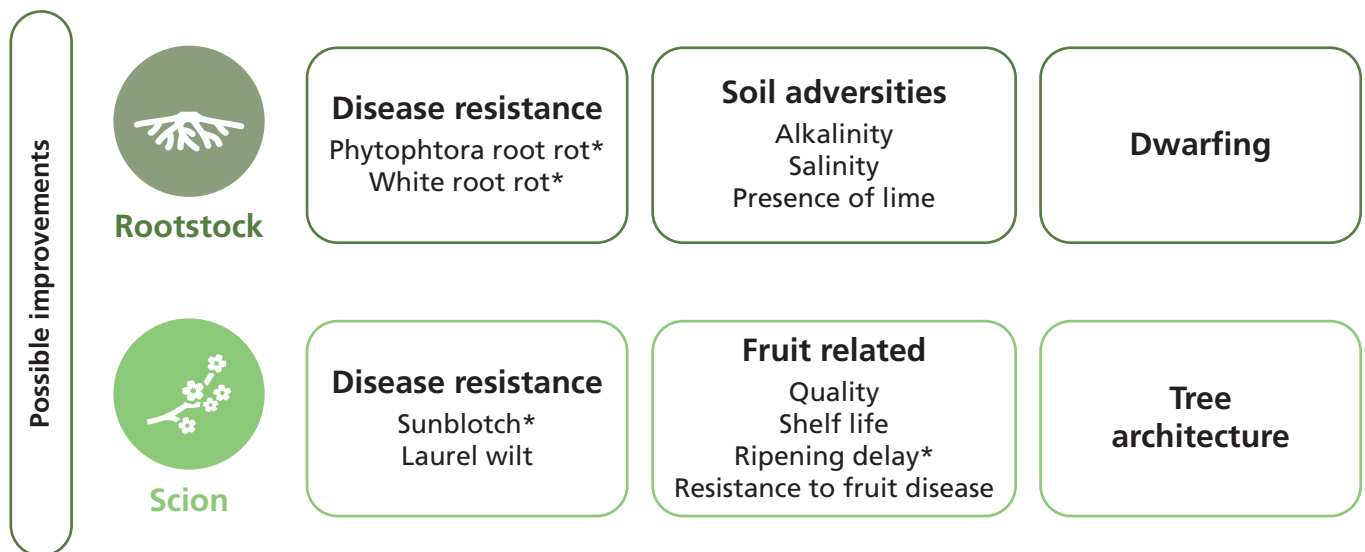 Possible improvements
Rootstock
Disease resistance
Phytophtora root rot*
White root rot*
Soil adversities
Alkalinity
Salinity
Presence of lime
Dwarfing
Scion
Disease resistance
Sunblotch*
Laurel wilt
Fruit related
Quality
Shelf life
Ripening delay*
Resistance to fruit disease
Tree
architecture